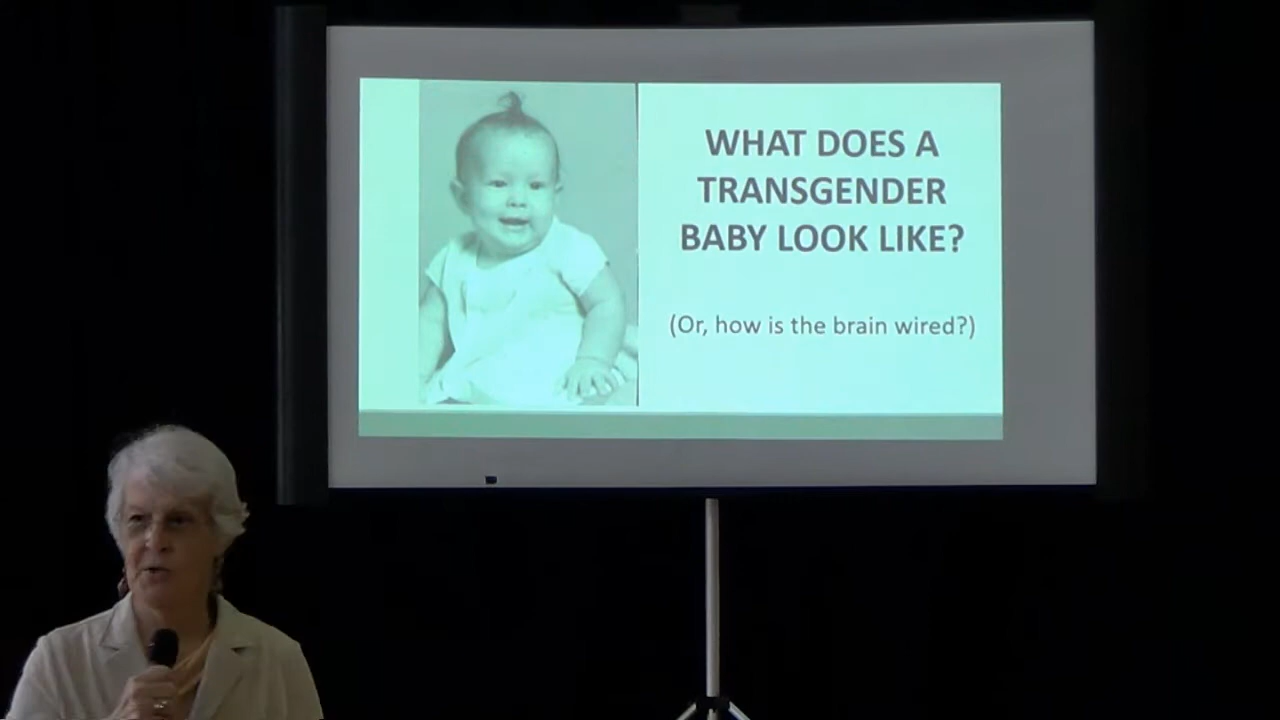 WHAT DOES A
TRANSGENDER
BABY LOOK LIKE?
(Or, how is the brain wired?)